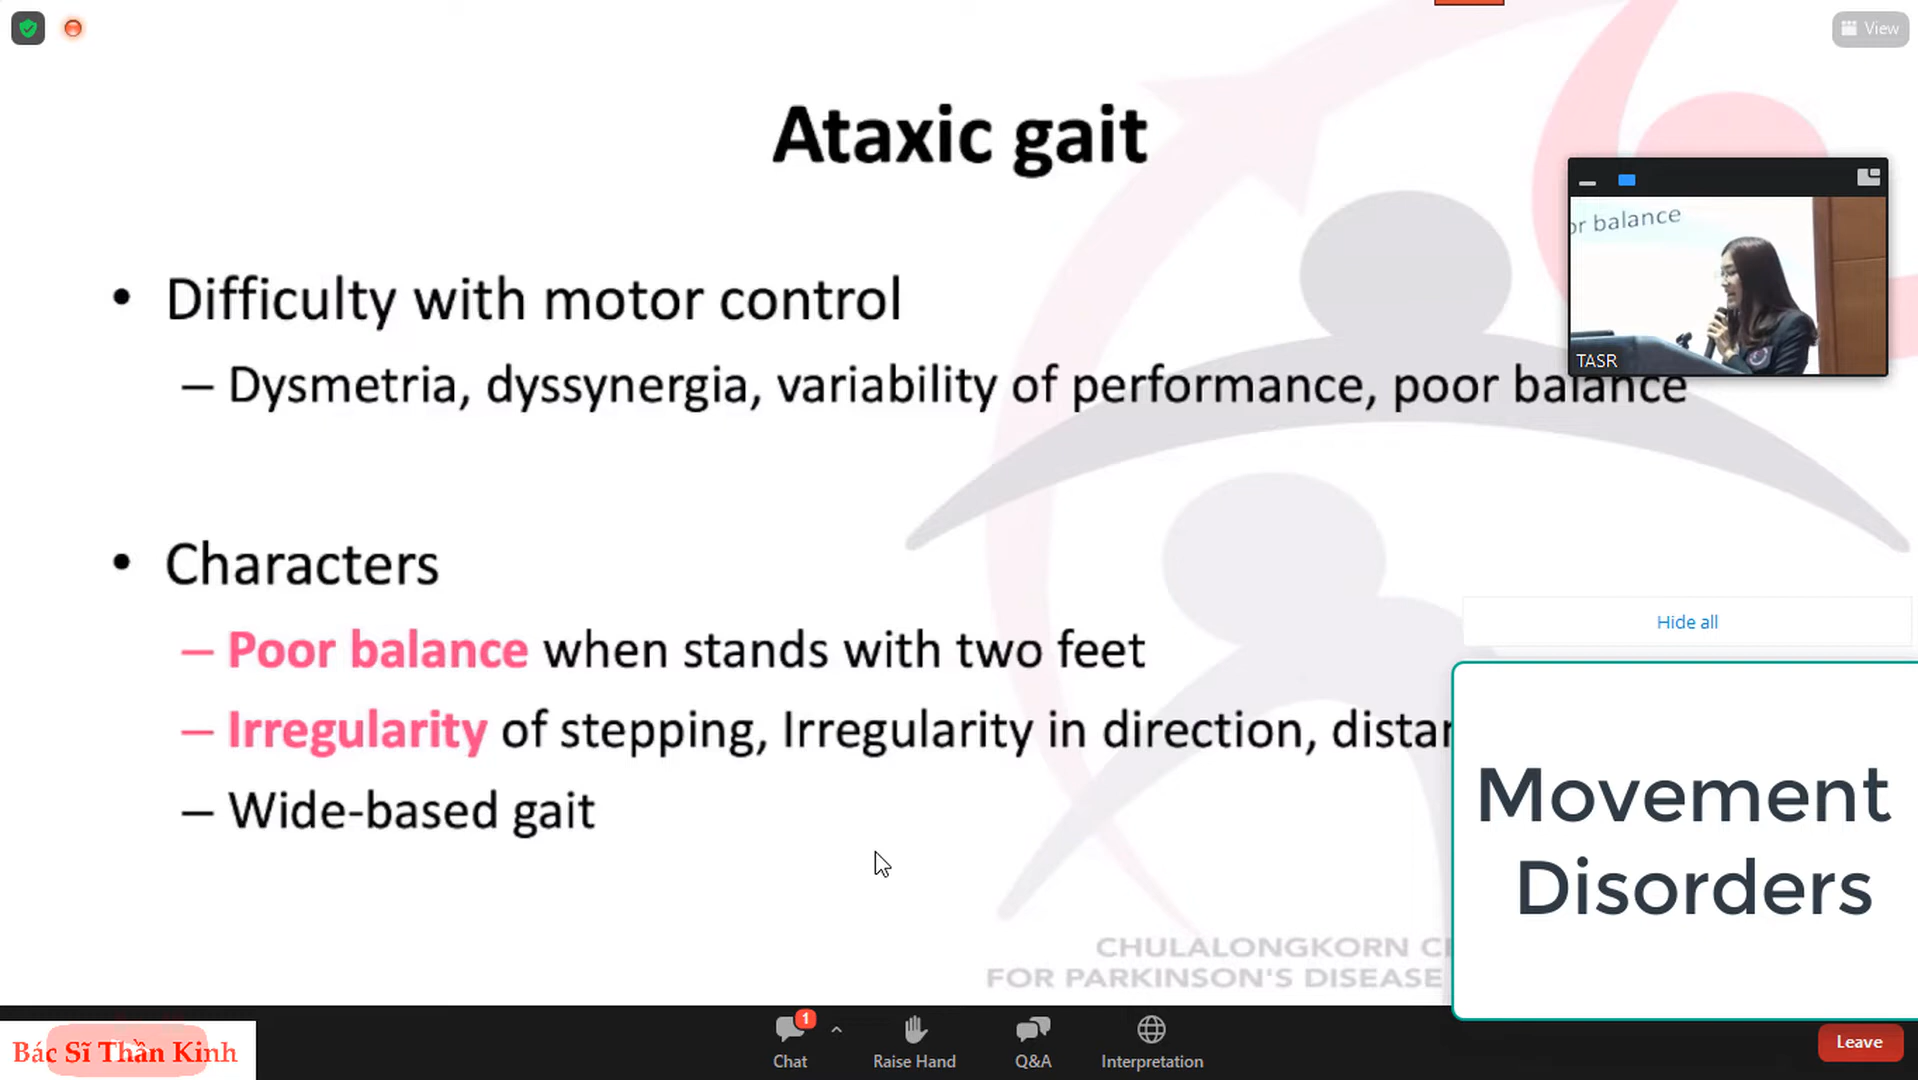 View
Ataxic gait
or balance
TASR
• Difficulty with motor control
– Dysmetria, dyssynergia, variability of performance, poor balance
• Characters
– Poor balance when stands with two feet
– Irregularity of stepping, Irregularity in direction,
– Wide-based gait
Hide all
Movement
Disorders
CHULALONGKORN
FOR PARKINSON'S DISEASE
Bác Sĩ Thần Kinh
1
Chat
Raise Hand
Q&A
Interpretation
Leave